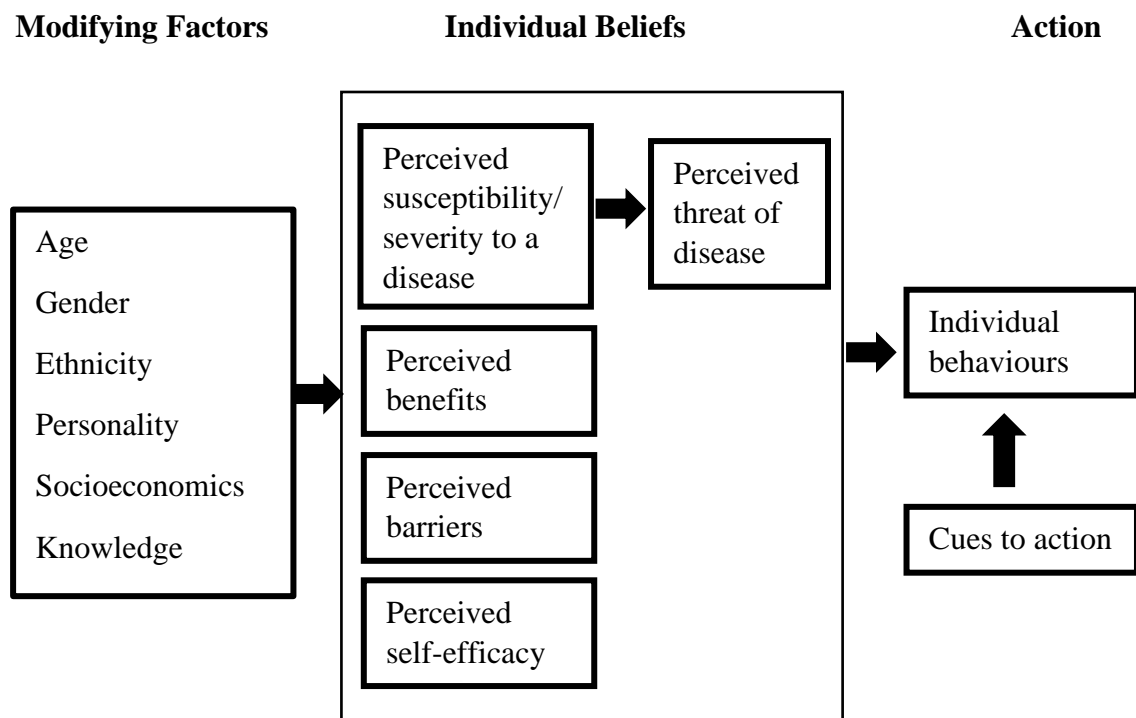 Modifying Factors
Individual Beliefs
Action
Age
Gender
Ethnicity
Personality
Socioeconomics
Knowledge
Perceived
susceptibility/
severity to a
disease
Perceived
threat of
disease
Perceived
benefits
Perceived
barriers
Perceived
self-efficacy
Individual
behaviours
Cues to action